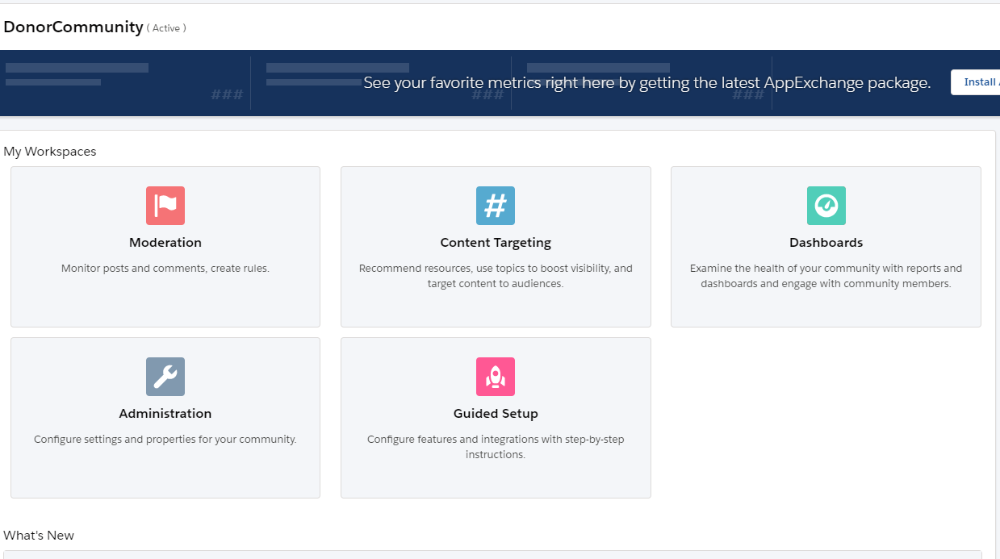 DonorCommunity ( Active )
###
###
###
See your favorite metrics right here by getting the latest AppExchange package.
Install
My Workspaces
Moderation
Monitor posts and comments, create rules.
Content Targeting
Recommend resources, use topics to boost visibility, and
target content to audiences.
Dashboards
Examine the health of your community with reports and
dashboards and engage with community members.
Administration
Configure settings and properties for your community.
Guided Setup
Configure features and integrations with step-by-step
instructions.
What's New